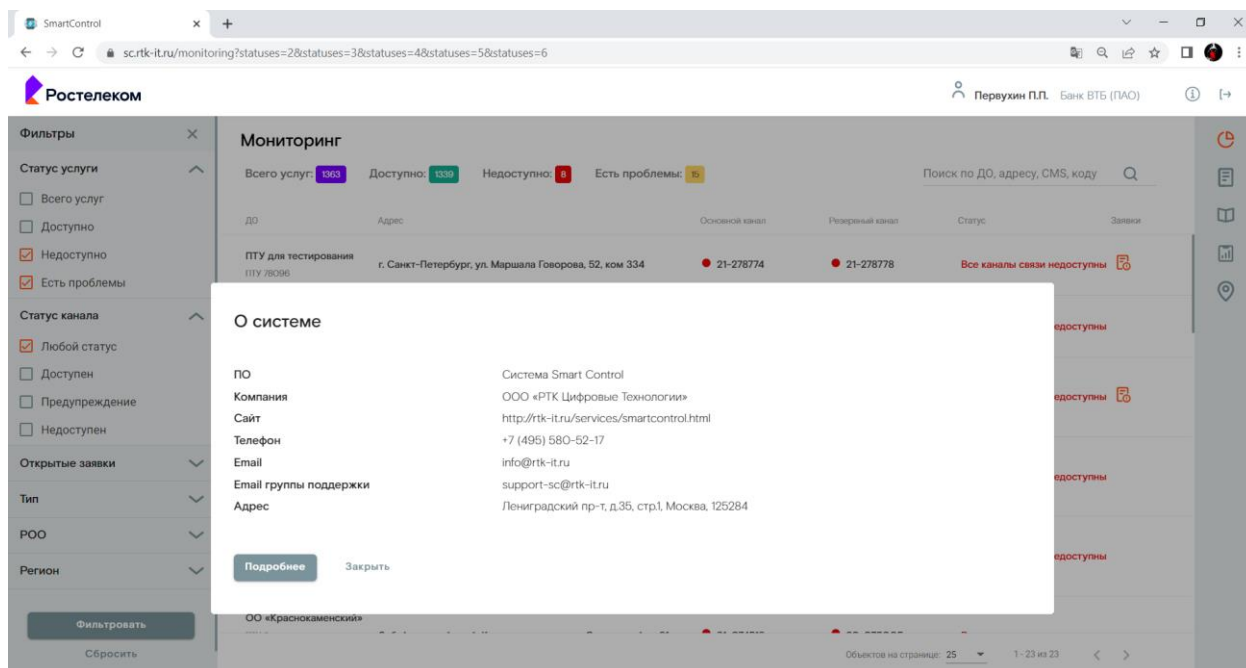 SmartControl
sc.rtk-it.ru/monitoring?statuses=2&statuses=3&statuses=4&statuses=5&statuses=6
Ростелеком
Первухин П.П. Банк ВТБ (ПАО)
Фильтры
Мониторинг
Статус услуги
Всего услуг: 1363 Доступно: 1339 Недоступно: 8 Есть проблемы: 15
Поиск по ДО, адресу, CMS, коду
Всего услуг
Доступно
Недоступно
Есть проблемы
ДО Адрес Основной канал Резервный канал Статус Заявки
ПТУ для тестирования
ПТУ 78096
г. Санкт-Петербург, ул. Маршала Говорова, 52, ком 334 21-278774 21-278778 Все каналы связи недоступны
Статус канала
Любой статус
Доступен
Предупреждение
Недоступен
Открытые заявки
Тип
РОО
Регион
Фильтровать
Сбросить
О системе
ПО Система Smart Control
Компания ООО «РТК Цифровые Технологии»
Сайт http://rtk-it.ru/services/smartcontrol.html
Телефон +7 (495) 580-52-17
Email info@rtk-it.ru
Email группы поддержки support-sc@rtk-it.ru
Адрес Лениградский пр-т, д.35, стр.1, Москва, 125284
Подробнее Закрыть
едоступны
едоступны
едоступны
едоступны
ОО «Краснокаменский»
Объектов на странице: 25 1-23 из 23